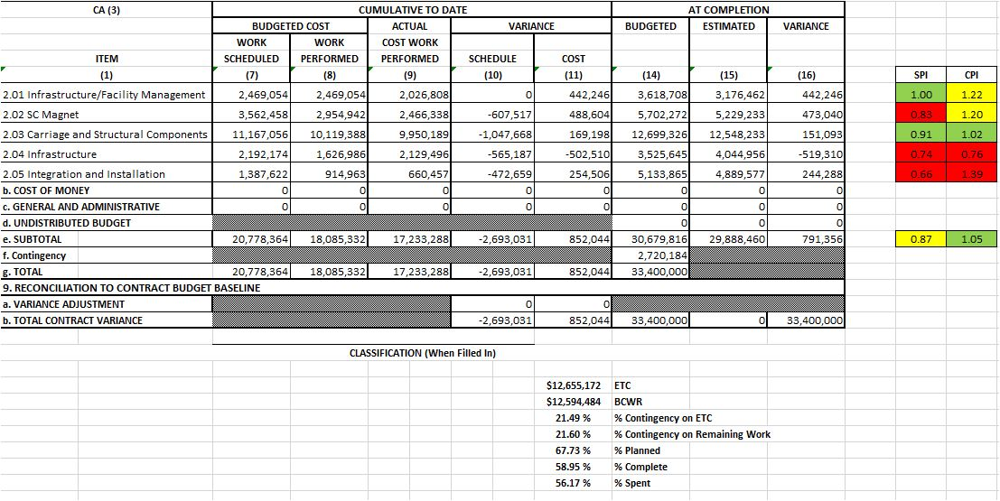 CA (3) CUMULATIVE TO DATE AT COMPLETION
BUDGETED COST ACTUAL VARIANCE BUDGETED ESTIMATED VARIANCE
WORK WORK COST WORK
ITEM SCHEDULED PERFORMED PERFORMED SCHEDULE COST
(1) (7) (8) (9) (10) (11) (14) (15) (16) SPI CPI
2.01 Infrastructure/Facility Management 2,469,054 2,469,054 2,026,808 0 442,246 3,618,708 3,176,462 442,246 1.00 1.22
2.02 SC Magnet 3,562,458 2,954,942 2,466,338 -607,517 488,604 5,702,272 5,229,233 473,040 0.83 1.20
2.03 Carriage and Structural Components 11,167,056 10,119,388 9,950,189 -1,047,668 169,198 12,699,326 12,548,233 151,093 0.91 1.02
2.04 Infrastructure 2,192,174 1,626,986 2,129,496 -565,187 -502,510 3,525,645 4,044,956 -519,310 0.74 0.76
2.05 Integration and Installation 1,387,622 914,963 660,457 -472,659 254,506 5,133,865 4,889,577 244,288 0.66 1.39
b. COST OF MONEY 0 0 0 0 0 0 0 0
c. GENERAL AND ADMINISTRATIVE 0 0 0 0 0 0 0 0
d. UNDISTRIBUTED BUDGET 0 0 0
e. SUBTOTAL 20,778,364 18,085,332 17,233,288 -2,693,031 852,044 30,679,816 29,888,460 791,356 0.87 1.05
f. Contingency 2,720,184
g. TOTAL 20,778,364 18,085,332 17,233,288 -2,693,031 852,044 33,400,000
9. RECONCILIATION TO CONTRACT BUDGET BASELINE
a. VARIANCE ADJUSTMENT 0 0
b. TOTAL CONTRACT VARIANCE -2,693,031 852,044 33,400,000 0 33,400,000
CLASSIFICATION (When Filled In)
$12,655,172 ETC
$12,594,484 BCWR
21.49 % % Contingency on ETC
21.60 % % Contingency on Remaining Work
67.73 % % Planned
58.95 % % Complete
56.17 % % Spent